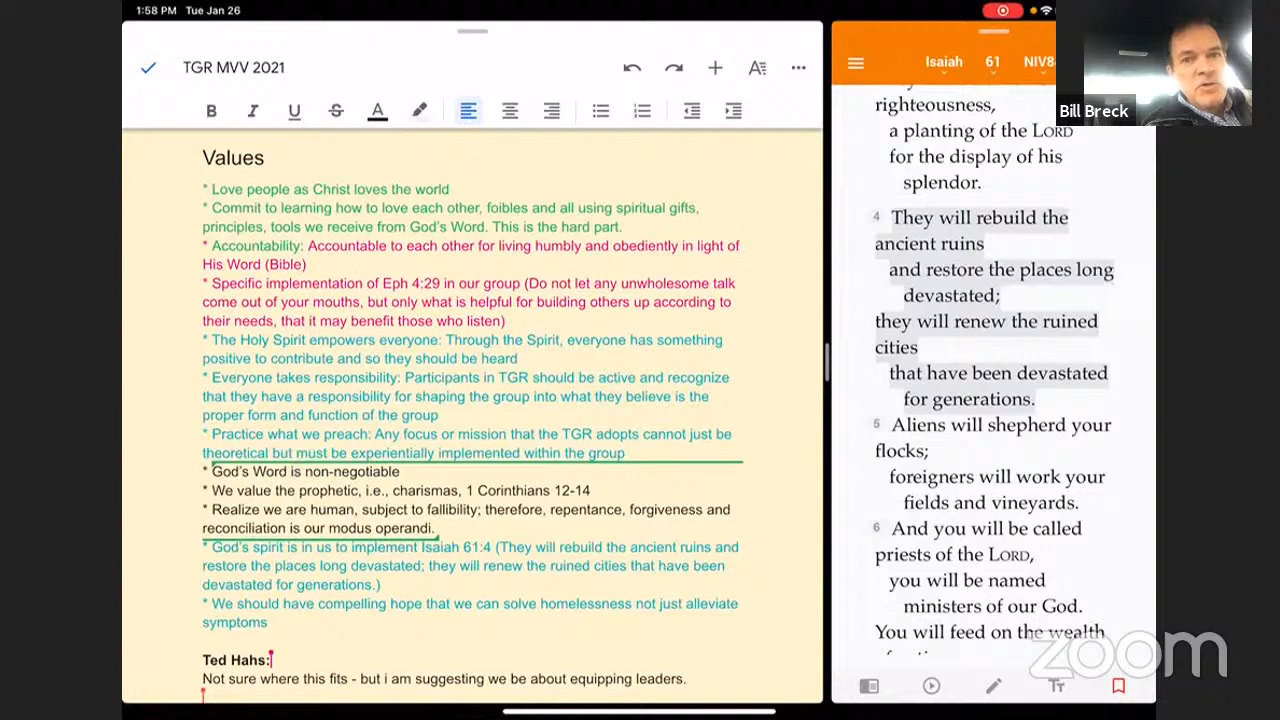 1:58 PM Tue Jan 26
TGR MVV 2021
B I U S A
Values
* Love people as Christ loves the world
* Commit to learning how to love each other, foibles and all using spiritual gifts,
principles, tools we receive from God's Word. This is the hard part.
* Accountability: Accountable to each other for living humbly and obediently in light of
His Word (Bible)
* Specific implementation of Eph 4:29 in our group (Do not let any unwholesome talk
come out of your mouths, but only what is helpful for building others up according to
their needs, that it may benefit those who listen)
* The Holy Spirit empowers everyone: Through the Spirit, everyone has something
positive to contribute and so they should be heard
* Everyone takes responsibility: Participants in TGR should be active and recognize
that they have a responsibility for shaping the group into what they believe is the
proper form and function of the group
* Practice what we preach: Any focus or mission that the TGR adopts cannot just be
theoretical but must be experientially implemented within the group
* God's Word is non-negotiable
* We value the prophetic, i.e., charismas, 1 Corinthians 12-14
* Realize we are human, subject to fallibility; therefore, repentance, forgiveness and
reconciliation is our modus operandi.
* God's spirit is in us to implement Isaiah 61:4 (They will rebuild the ancient ruins and
restore the places long devastated; they will renew the ruined cities that have been
devastated for generations.)
* We should have compelling hope that we can solve homelessness not just alleviate
symptoms
Ted Hahs:
Not sure where this fits - but i am suggesting we be about equipping leaders.
Isaiah 61 NIV8
righteousness,
a planting of the LORD
for the display of his
splendor.
4 They will rebuild the
ancient ruins
and restore the places long
devastated;
they will renew the ruined
cities
that have been devastated
for generations.
5 Aliens will shepherd your
flocks;
foreigners will work your
fields and vineyards.
6 And you will be called
priests of the LORD,
you will be named
ministers of our God.
You will feed on the wealth
TT
Bill Breck
zoom